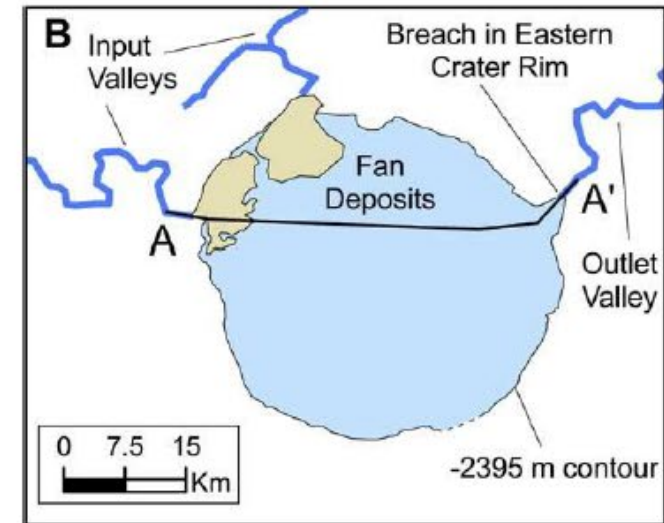 B
Input
Valleys
Breach in Eastern
Crater Rim
Fan
Deposits
A
A'
Outlet
Valley
0 7.5 15
Km
-2395 m contour